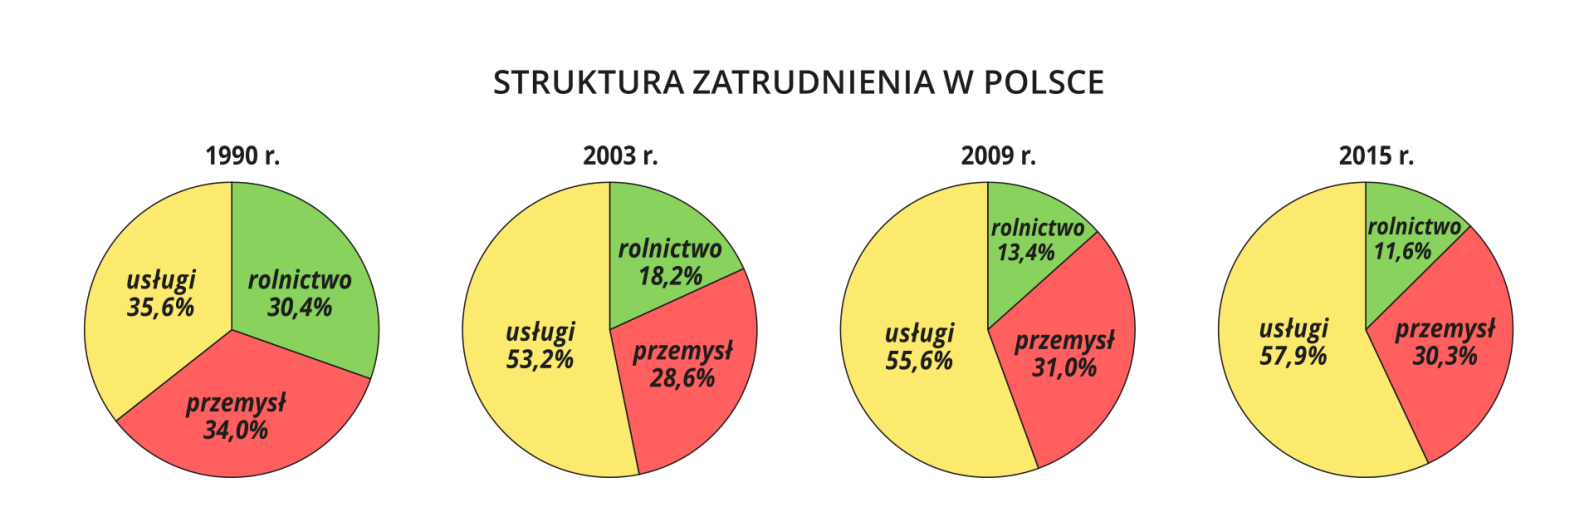 STRUKTURA ZATRUDNIENIA W POLSCE
1990 r.
usługi
35,6%
rolnictwo
30,4%
przemysł
34,0%
2003 r.
rolnictwo
18,2%
usługi
53,2%
przemysł
28,6%
2009 r.
rolnictwo
13,4%
usługi
55,6%
przemysł
31,0%
2015 r.
rolnictwo
11,6%
usługi
57,9%
przemysł
30,3%